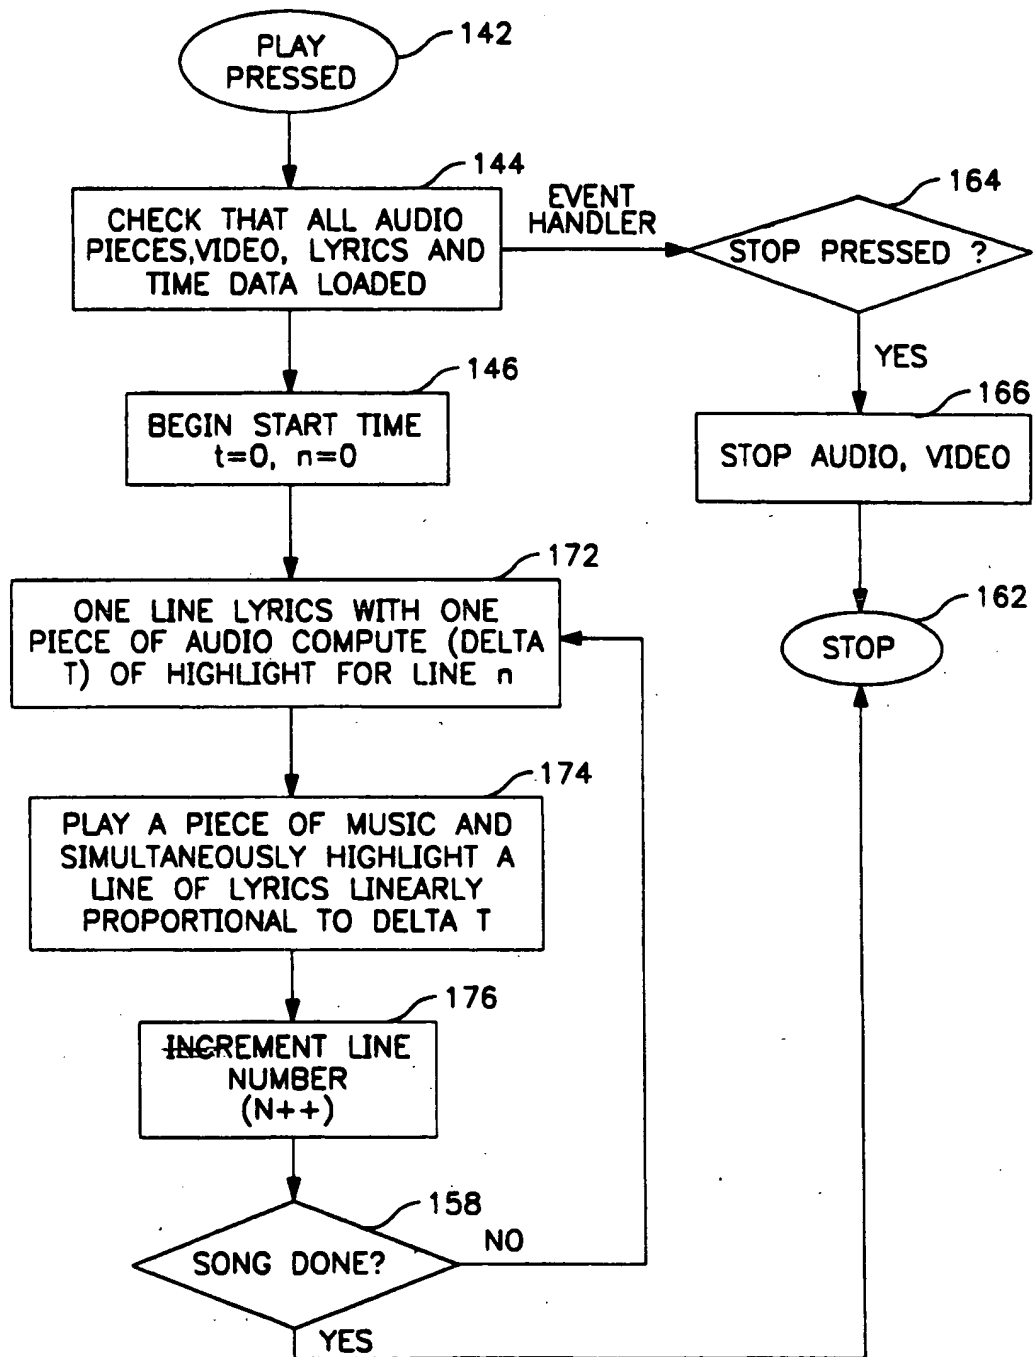 PLAY
PRESSED
142
144
CHECK THAT ALL AUDIO
PIECES,VIDEO, LYRICS AND
TIME DATA LOADED
EVENT
HANDLER
164
STOP PRESSED ?
YES
146
BEGIN START TIME
t=0, n=0
166
STOP AUDIO, VIDEO
172
ONE LINE LYRICS WITH ONE
PIECE OF AUDIO COMPUTE (DELTA
T) OF HIGHLIGHT FOR LINE n
162
STOP
174
PLAY A PIECE OF MUSIC AND
SIMULTANEOUSLY HIGHLIGHT A
LINE OF LYRICS LINEARLY
PROPORTIONAL TO DELTA T
176
INCREMENT LINE
NUMBER
(N++)
158
SONG DONE?
NO
YES